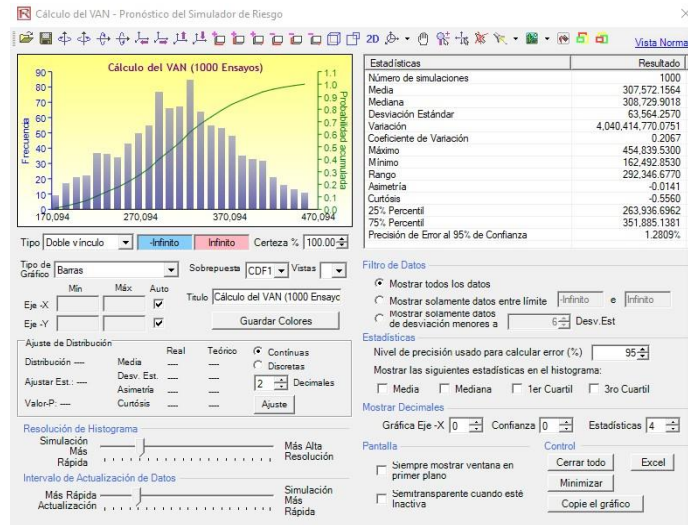 Cálculo del VAN - Pronóstico del Simulador de Riesgo
2D
Vista Norma
Cálculo del VAN (1000 Ensayos)
Frecuencia
90
80
70
60
50
40
30
20
10
0
170,094 270,094 370,094 470,094
1.1
1.0
0.9
0.8
0.7
0.6
0.5
0.4
0.3
0.2
0.1
0.0
Probabilidad acumulada
Tipo Doble vínculo -Infinito Infinito Certeza % 100.00
Tipo de Gráfico Barras Sobrepuesta CDF1 Vistas
Min Máx Auto
Titulo Cálculo del VAN (1000 Ensayc
Eje -X
Eje -Y Guardar Colores
Ajuste de Distribución
Real Teórico Continuas
Distribución ---- Media ---- ---- Discretas
Ajustar Est.: ---- Desv. Est. ---- ---- 2 Decimales
Asimetría ---- ----
Valor-P: ---- Curtósis ---- ---- Ajuste
Resolución de Histograma
Simulación Más Rápida Más Alta Resolución
Intervalo de Actualización de Datos
Más Rápida Actualización Simulación Más Rápida
Estadísticas Resultado
Número de simulaciones 1000
Media 307,572.1564
Mediana 308,729.9018
Desviación Estándar 63,564.2570
Variación 4,040,414,770.0751
Coeficiente de Variación 0.2067
Máximo 454,839.5300
Mínimo 162,492.8530
Rango 292,346.6770
Asimetría -0.0141
Curtósis -0.5560
25% Percentil 263,936.6962
75% Percentil 351,885.1381
Precisión de Error al 95% de Confianza 1.2809%
Filtro de Datos
Mostrar todos los datos
Mostrar solamente datos entre límite -Infinito e Infinito
Mostrar solamente datos
de desviación menores a 6 Desv.Est
Estadísticas
Nivel de precisión usado para calcular error (%) 95
Mostrar las siguientes estadísticas en el histograma:
Media Mediana 1er Cuartil 3ro Cuartil
Mostrar Decimales
Gráfica Eje -X 0 Confianza 0 Estadísticas 4
Pantalla
Siempre mostrar ventana en
primer plano
Semitransparente cuando esté
Inactiva
Control
Cerrar todo Excel
Minimizar
Copie el gráfico